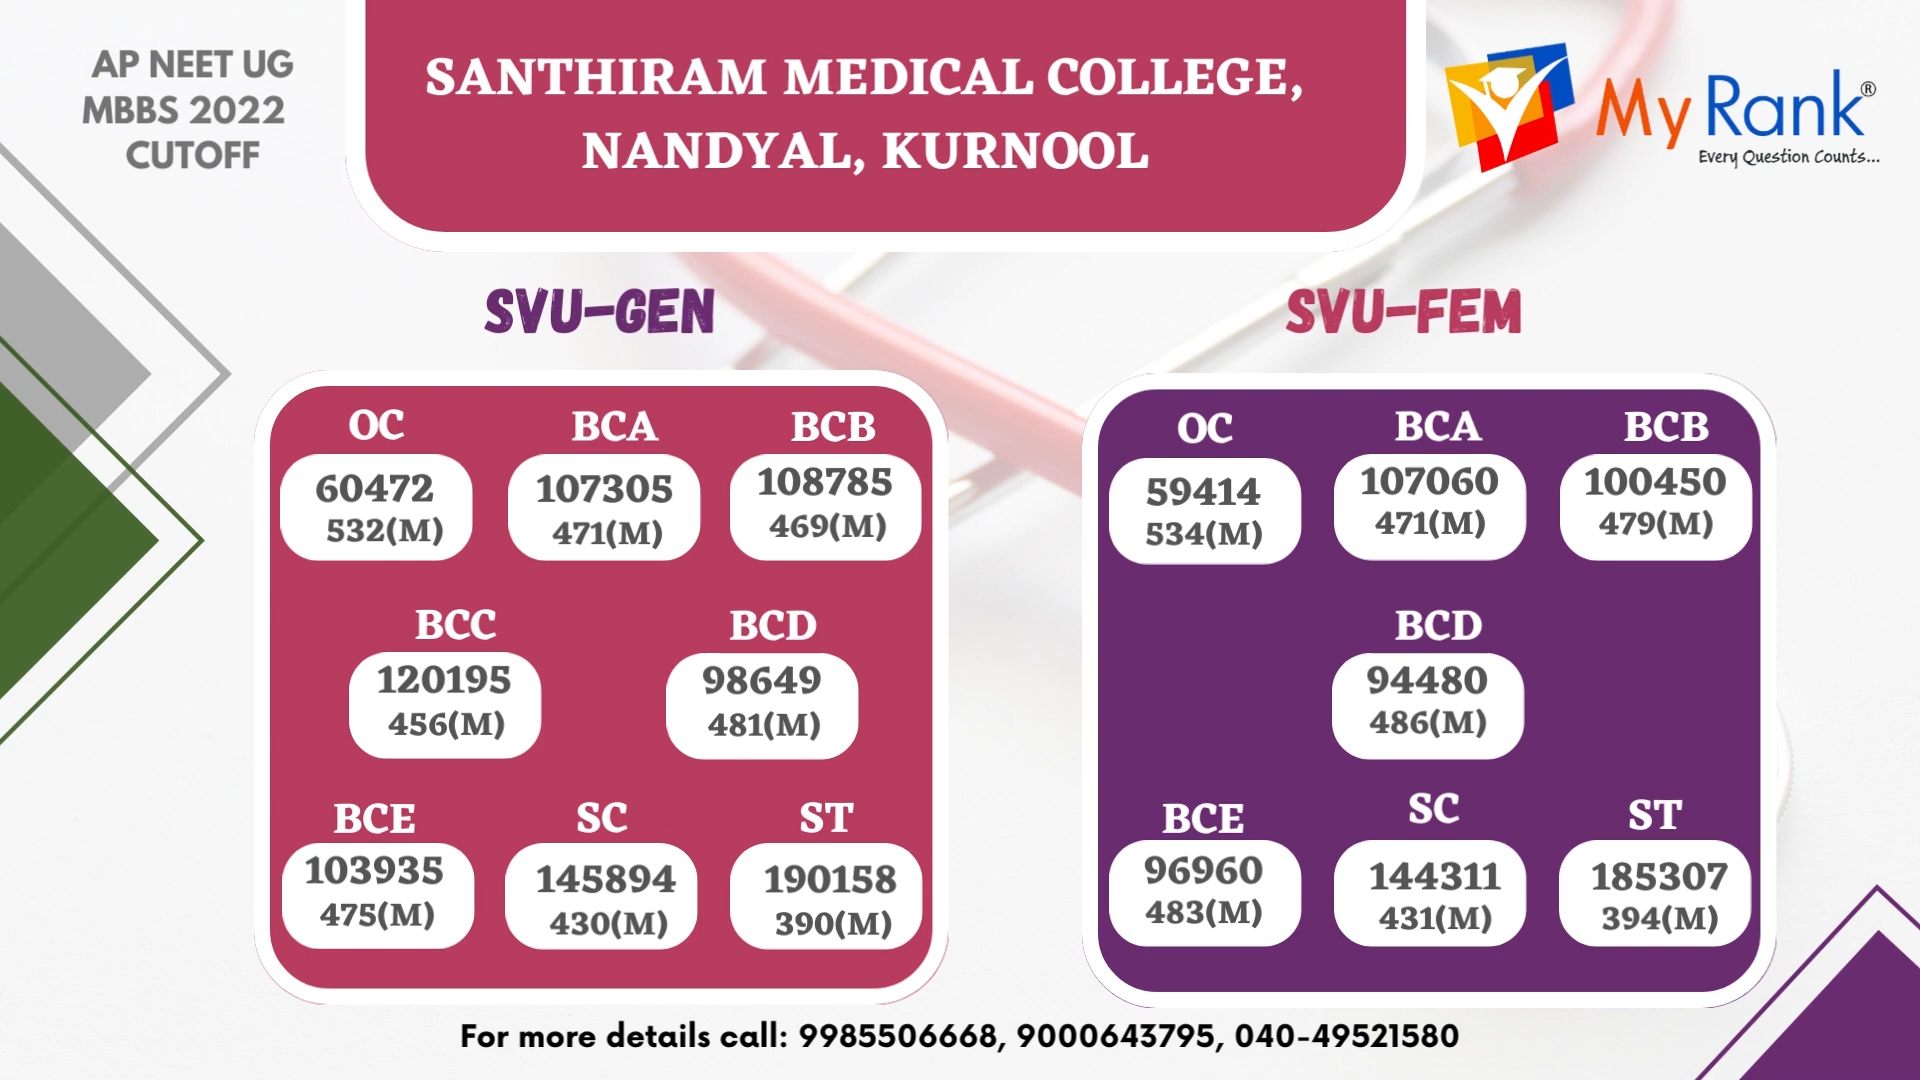 AP NEET UG
MBBS 2022
CUTOFF
SANTHIRAM MEDICAL COLLEGE,
NANDYAL, KURNOOL
My Rank®
Every Question Counts...
SVU-GEN
OC BCA BCB
60472 107305 108785
532(M) 471(M) 469(M)
BCC BCD
120195 98649
456(M) 481(M)
BCE SC ST
103935 145894 190158
475(M) 430(M) 390(M)
SVU-FEM
OC BCA BCB
59414 107060 100450
534(M) 471(M) 479(M)
BCD
94480
486(M)
BCE SC ST
96960 144311 185307
483(M) 431(M) 394(M)
For more details call: 9985506668, 9000643795, 040-49521580